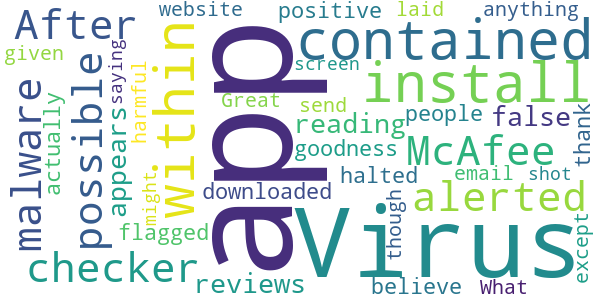 website
positive
laid
anything
After
app
contained
given
saying
screen
install
within
possible
malware
actually
harmful
Great
send
people
false
thank
appears
reading
McAfee
goodness
email
shot
might
downloaded
halted
alerted
though
except
flagged
checker
Virus
reviews
believe
What